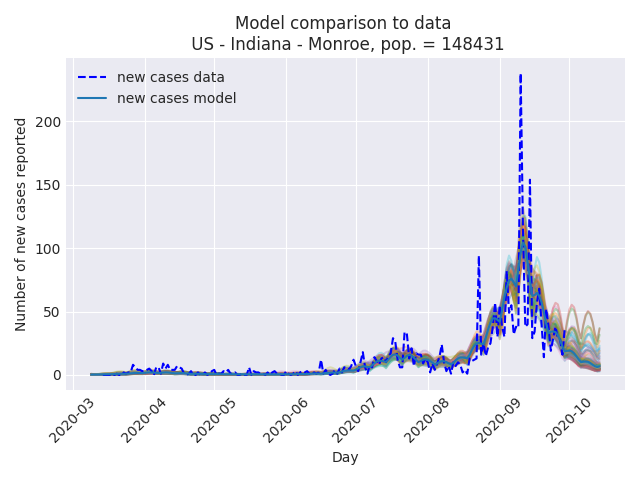 Model comparison to data
US - Indiana - Monroe, pop. = 148431
new cases data
new cases model
Number of new cases reported
200
150
100
50
0
2020-03
2020-04
2020-05
2020-06
2020-07
2020-08
2020-09
2020-10
Day